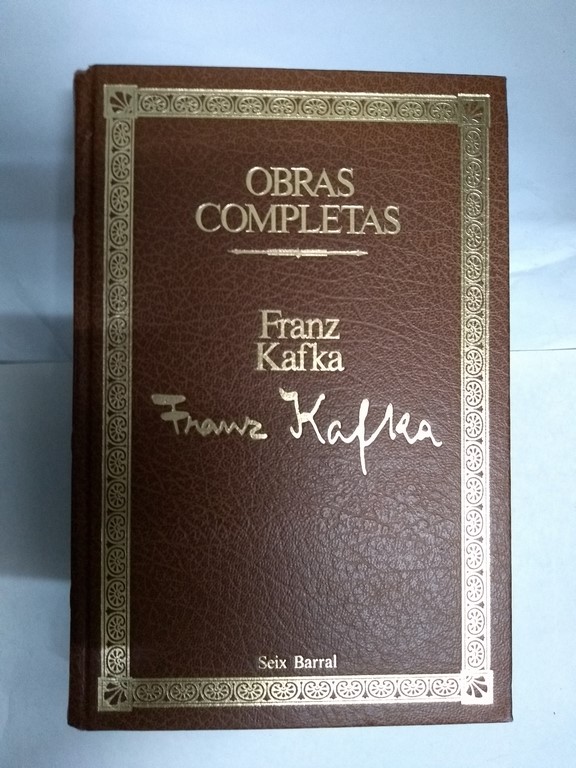 OBRAS
COMPLETAS
Franz
Kafka
Franz Kafka
Seix Barral